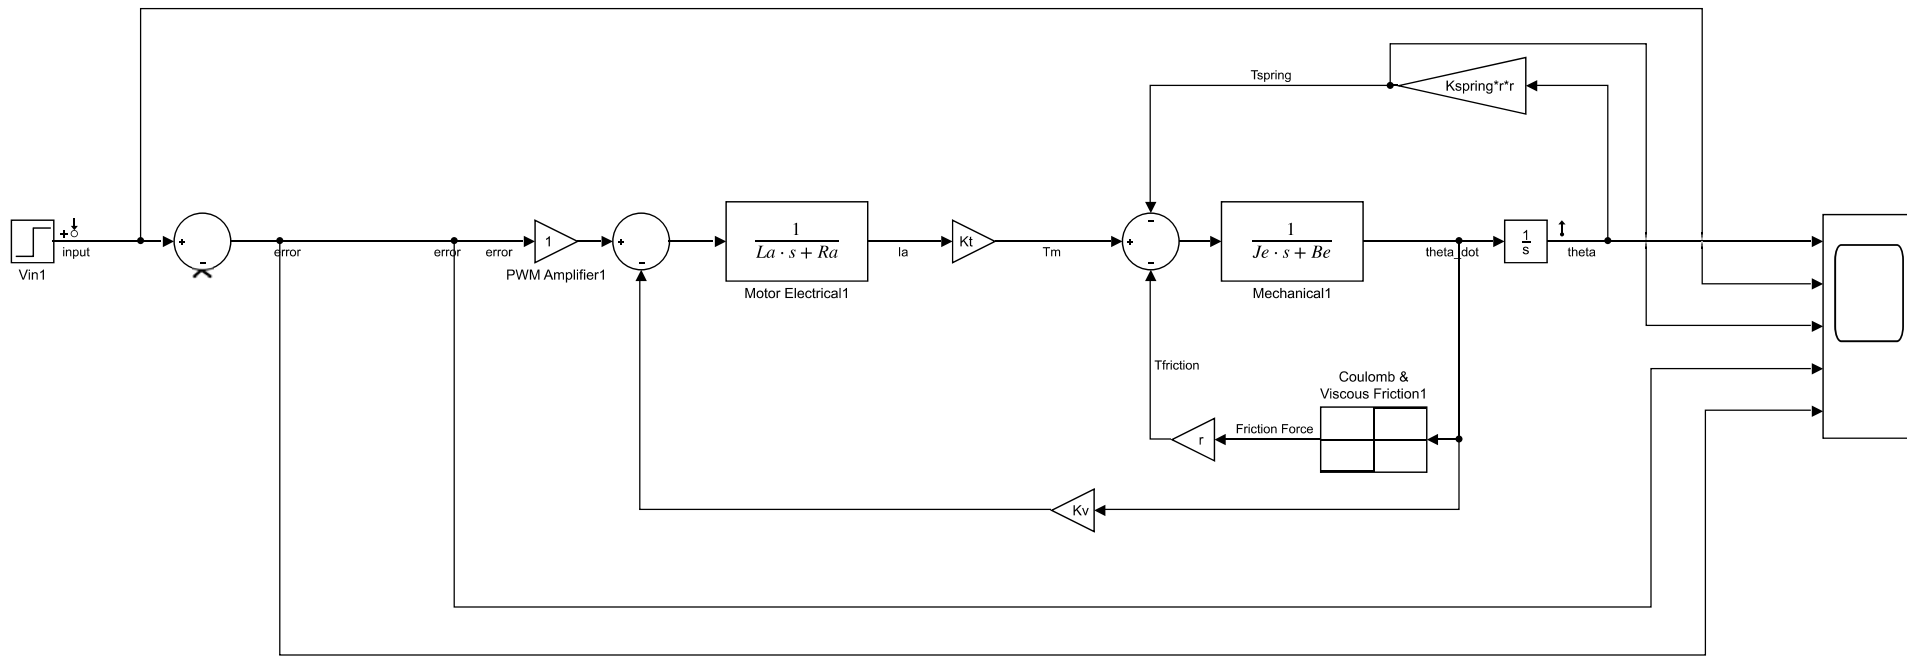 Tspring
Kspring*r*r
input
Vin1
error
error
error
1
PWM Amplifier1
1
La · s + Ra
Motor Electrical1
Ia
Kt
Tm
1
Je · s + Be
Mechanical1
theta_dot
1
s
theta
Tfriction
Coulomb &
Viscous Friction1
Friction Force
r
Kv